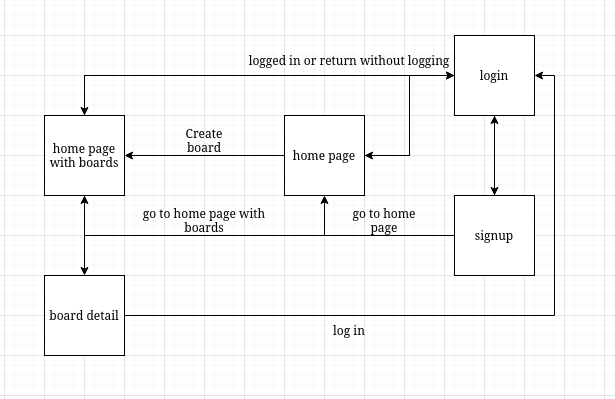 logged in or return without logging
login
home page
with boards
Create
board
home page
go to home page with
boards
go to home
page
signup
board detail
log in